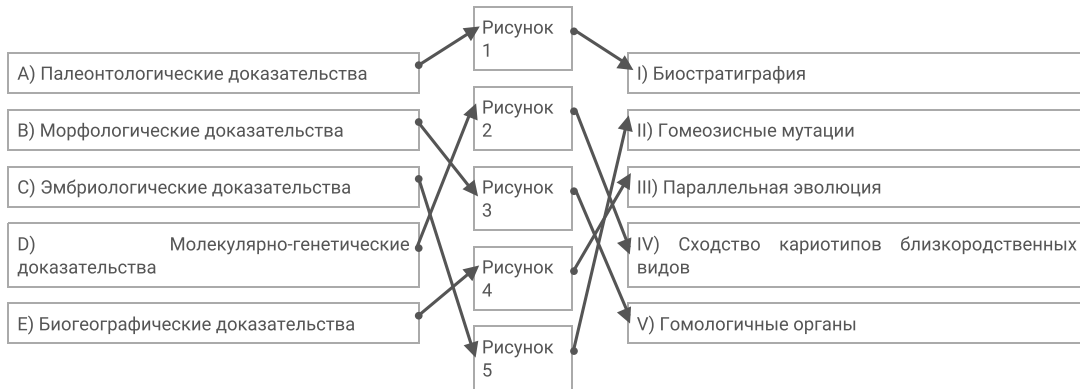 A) Палеонтологические доказательства
B) Морфологические доказательства
C) Эмбриологические доказательства
D) Молекулярно-генетические
доказательства
E) Биогеографические доказательства
Рисунок
1
Рисунок
2
Рисунок
3
Рисунок
4
Рисунок
5
I) Биостратиграфия
II) Гомеозисные мутации
III) Параллельная эволюция
IV) Сходство кариотипов близкородственных
видов
V) Гомологичные органы